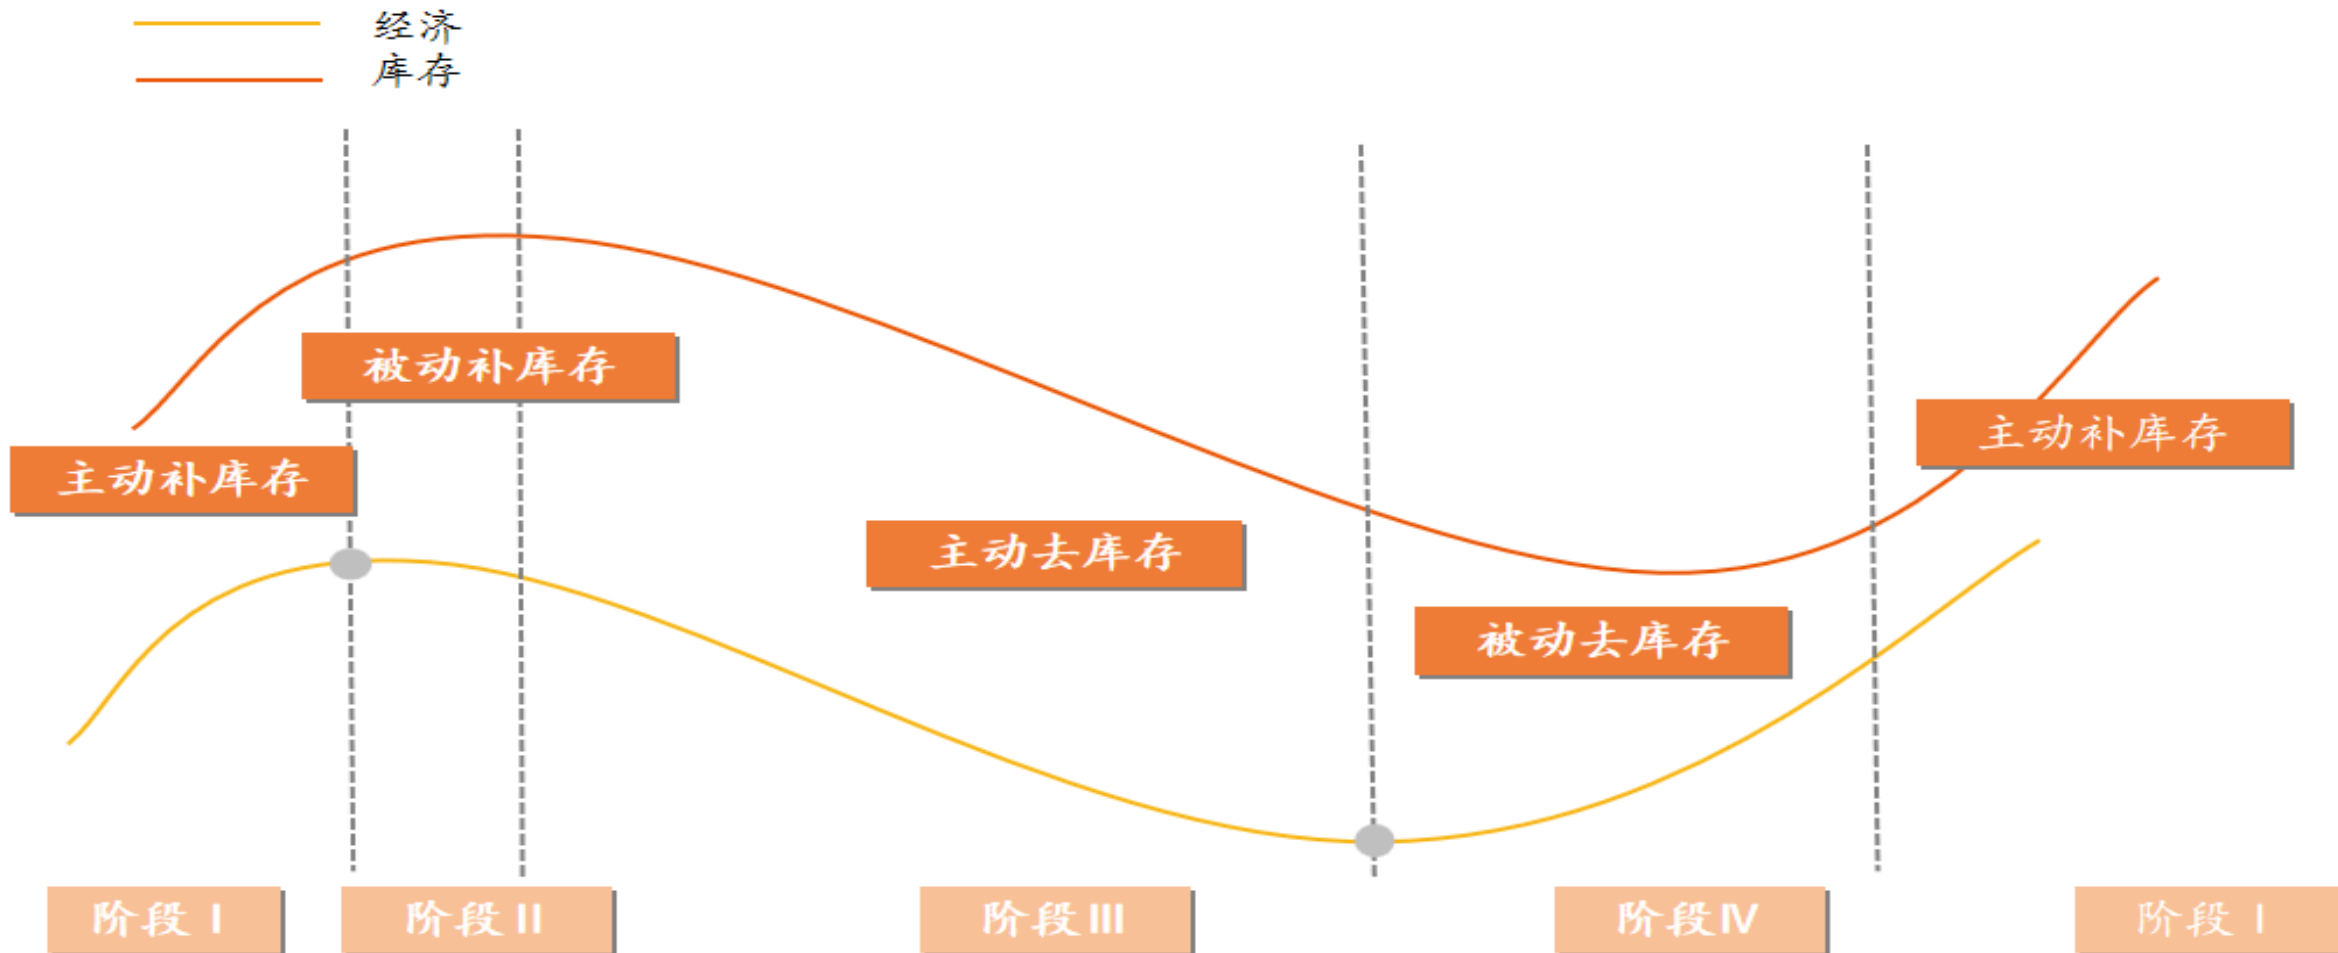 经济
库存
被动补库存
主动补库存
主动补库存
主动去库存
被动去库存
阶段 I
阶段 II
阶段 III
阶段 IV
阶段 I